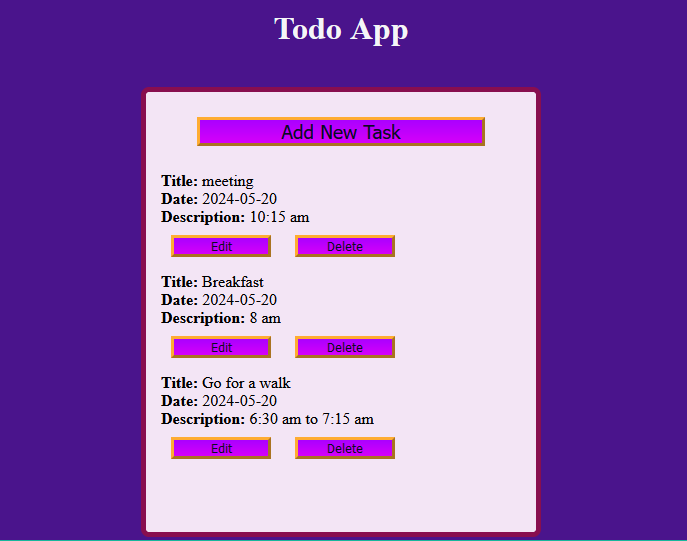 Todo App
Add New Task
Title: meeting
Date: 2024-05-20
Description: 10:15 am
Edit Delete
Title: Breakfast
Date: 2024-05-20
Description: 8 am
Edit Delete
Title: Go for a walk
Date: 2024-05-20
Description: 6:30 am to 7:15 am
Edit Delete